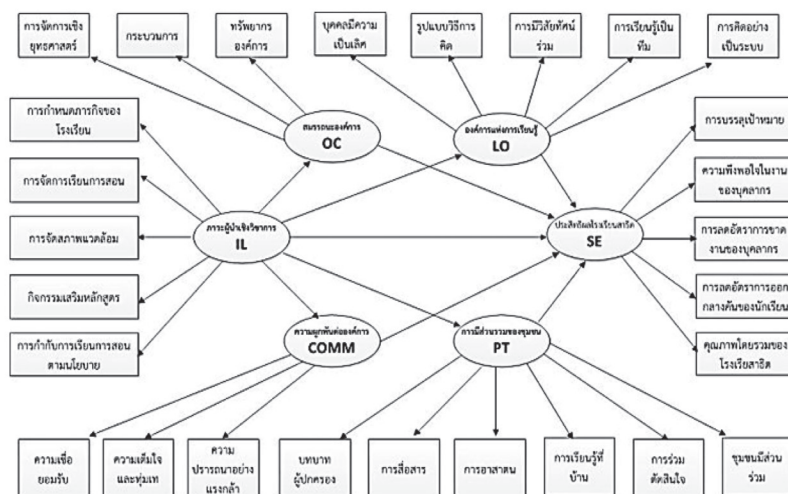 การจัดการเชิง
ยุทธศาสตร์
กระบวนการ
ทรัพยากร
องค์การ
บุคคลมีความ
เป็นเลิศ
รูปแบบวิธีการ
คิด
การมีวิสัยทัศน์
ร่วม
การเรียนรู้เป็น
ทีม
การคิดอย่าง
เป็นระบบ
การกำหนดภารกิจของ
โรงเรียน
สมรรถนะองค์การ
OC
องค์การแห่งการเรียนรู้
LO
การบรรลุเป้าหมาย
การจัดการเรียนการสอน
ความพึงพอใจในงาน
ของบุคลากร
การจัดสภาพแวดล้อม
ภาวะผู้นำเชิงวิชาการ
IL
ประสิทธิผลโรงเรียนสาธิต
SE
การลดอัตราการขาด
งานของบุคลากร
กิจกรรมเสริมหลักสูตร
การลดอัตราการออก
กลางคันของนักเรียน
การกำกับการเรียนการสอน
ตามนโยบาย
ความผูกพันต่อองค์การ
COMM
การมีส่วนรวมของชุมชน
PT
คุณภาพโดยรวมของ
โรงเรียสาธิต
ความเชื่อ
ยอมรับ
ความเต็มใจ
และทุ่มเท
ความ
ปรารถนาอย่าง
แรงกล้า
บทบาท
ผู้ปกครอง
การสื่อสาร
การอาสาตน
การเรียนรู้ที่
บ้าน
การร่วม
ตัดสินใจ
ชุมชนมีส่วน
ร่วม